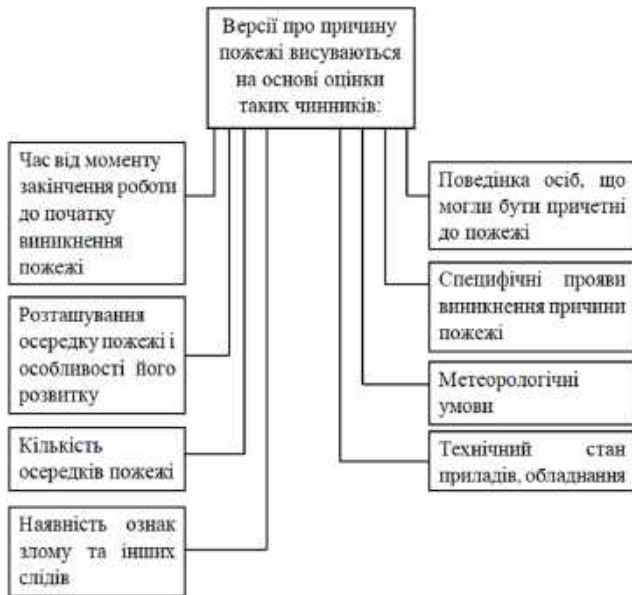 Версії про причину
пожежі висуваються
на основі оцінки
таких чинників:
Час від моменту
закінчення роботи
до початку
виникнення
пожежі
Розташування
осередку пожежі і
особливості його
розвитку
Кількість
осередків пожежі
Наявність ознак
злому та інших
слідів
Поведінка осіб, що
могли бути причетні
до пожежі
Специфічні прояви
виникнення причини
пожежі
Метеорологічні
умови
Технічний стан
приладів, обладнання